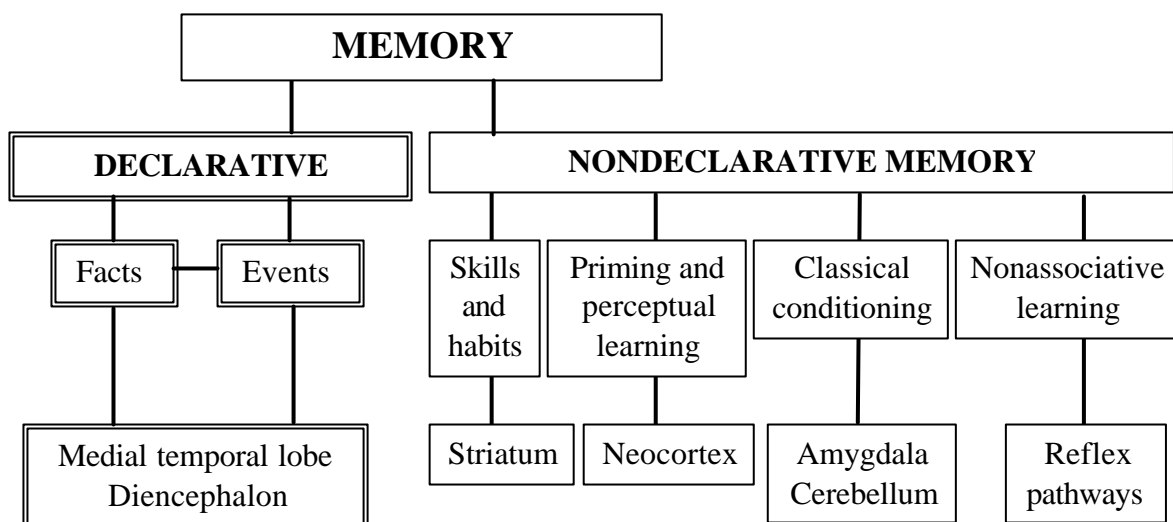 MEMORY
DECLARATIVE
NONDECLARATIVE MEMORY
Facts
Events
Skills
and
habits
Priming and
perceptual
learning
Classical
conditioning
Nonassociative
learning
Medial temporal lobe
Diencephalon
Striatum
Neocortex
Amygdala
Cerebellum
Reflex
pathways